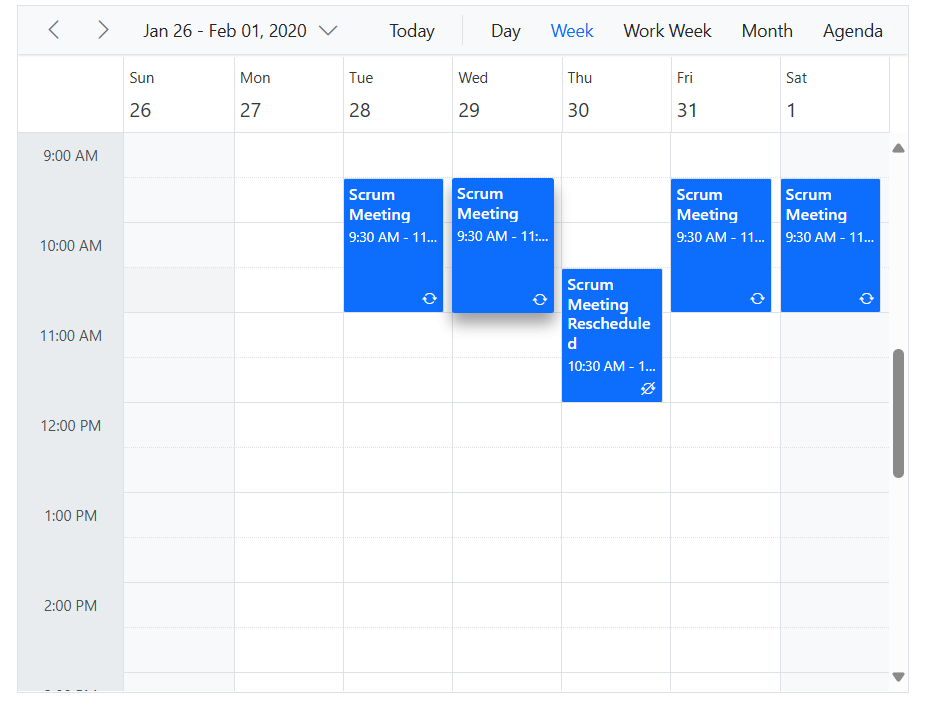 Jan 26 - Feb 01, 2020 Today Day Week Work Week Month Agenda
Sun Mon Tue Wed Thu Fri Sat
26 27 28 29 30 31 1
9:00 AM
10:00 AM
11:00 AM
12:00 PM
1:00 PM
2:00 PM
Scrum
Meeting
9:30 AM - 11...
Scrum
Meeting
9:30 AM - 11:...
Scrum
Meeting
Reschedule
d
10:30 AM - 1...
Scrum
Meeting
9:30 AM - 11...
Scrum
Meeting
9:30 AM - 11...